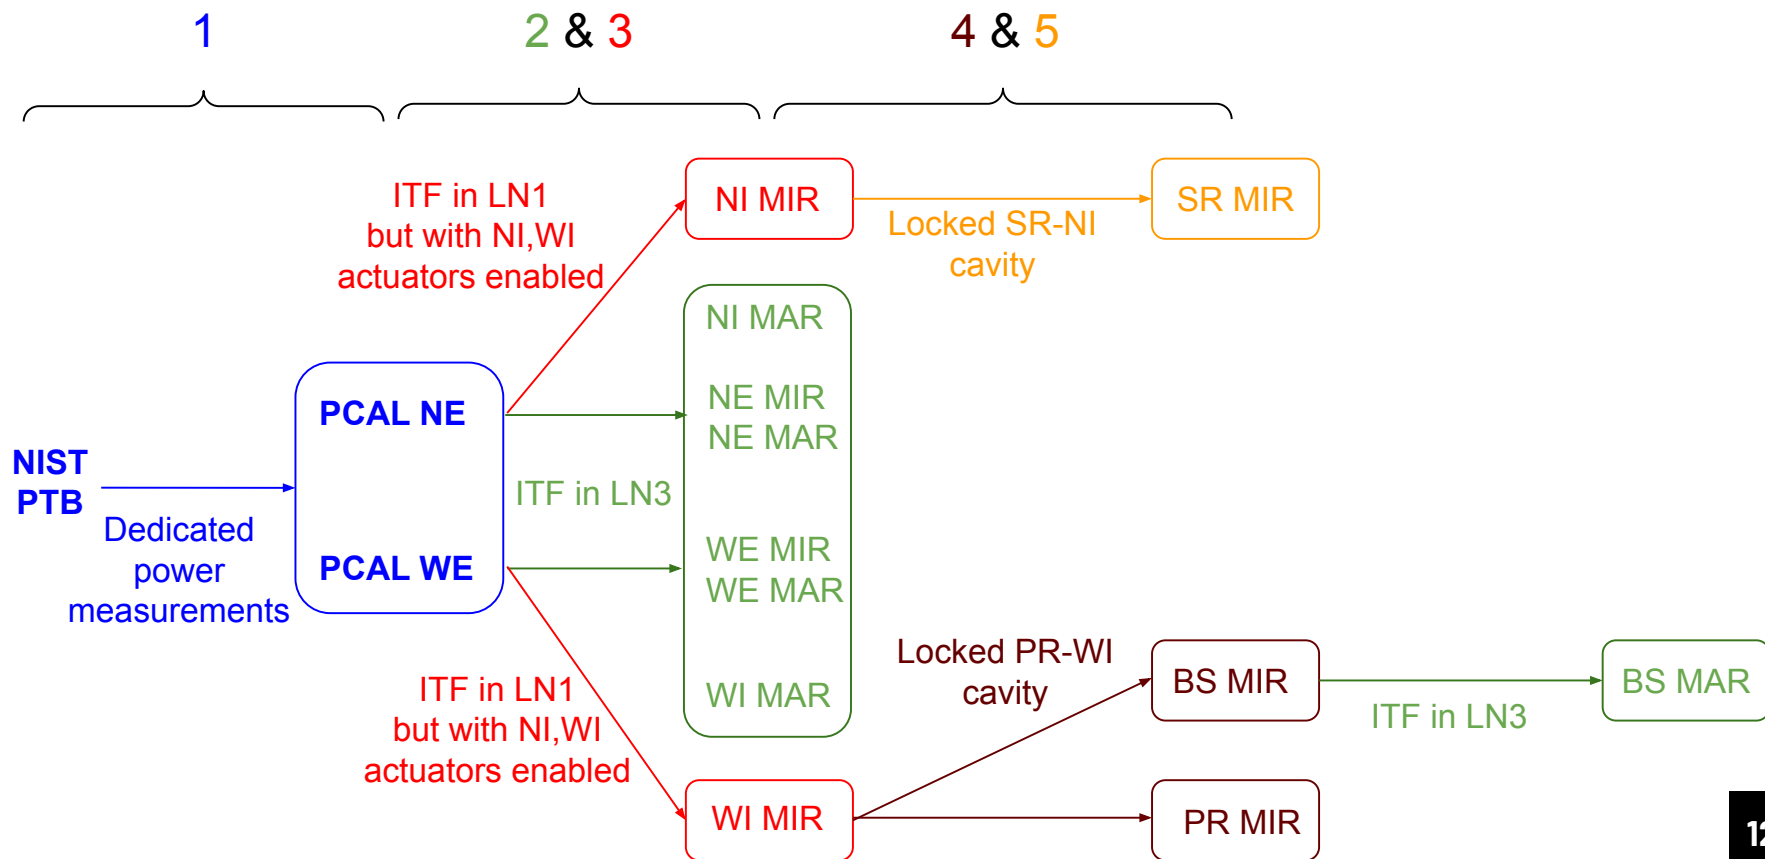 1
2 & 3
4 & 5
NIST
PTB
Dedicated
power
measurements
PCAL NE
PCAL WE
ITF in LN1
but with NI,WI
actuators enabled
ITF in LN3
ITF in LN1
but with NI,WI
actuators enabled
NI MIR
NI MAR
NE MIR
NE MAR
WE MIR
WE MAR
WI MAR
WI MIR
Locked SR-NI
cavity
SR MIR
Locked PR-WI
cavity
BS MIR
PR MIR
ITF in LN3
BS MAR
12